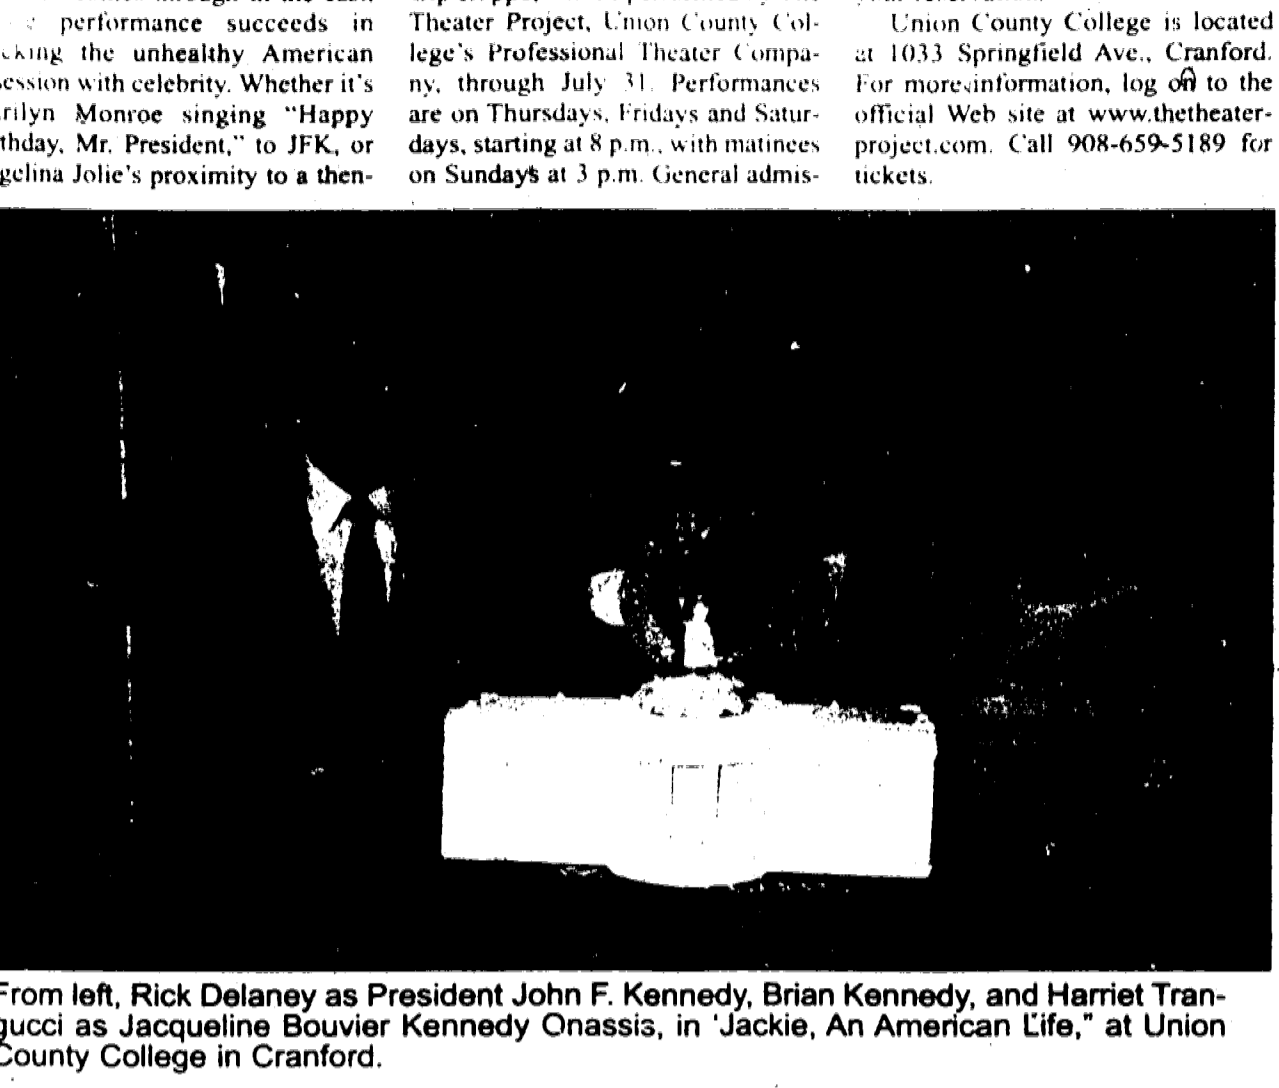 performance succeeds in
the unhealthy American
with celebrity. Whether it's
Monroe singing "Happy
Mr. President," to JFK, or
Jolie's proximity to a then-
Theater Project, Union County Col-
lege's Professional Theater Compa-
ny, through July 31. Performances
are on Thursdays, Fridays and Satur-
days, starting at 8 p.m., with matinees
on Sundays at 3 p.m. General admis-
Union County College is located
at 1033 Springfield Ave., Cranford.
For more information, log on to the
official Web site at www.thetheater-
project.com. Call 908-659-5189 for
tickets.
From left, Rick Delaney as President John F. Kennedy, Brian Kennedy, and Harriet Tran-
gucci as Jacqueline Bouvier Kennedy Onassis, in 'Jackie, An American Life," at Union
County College in Cranford.